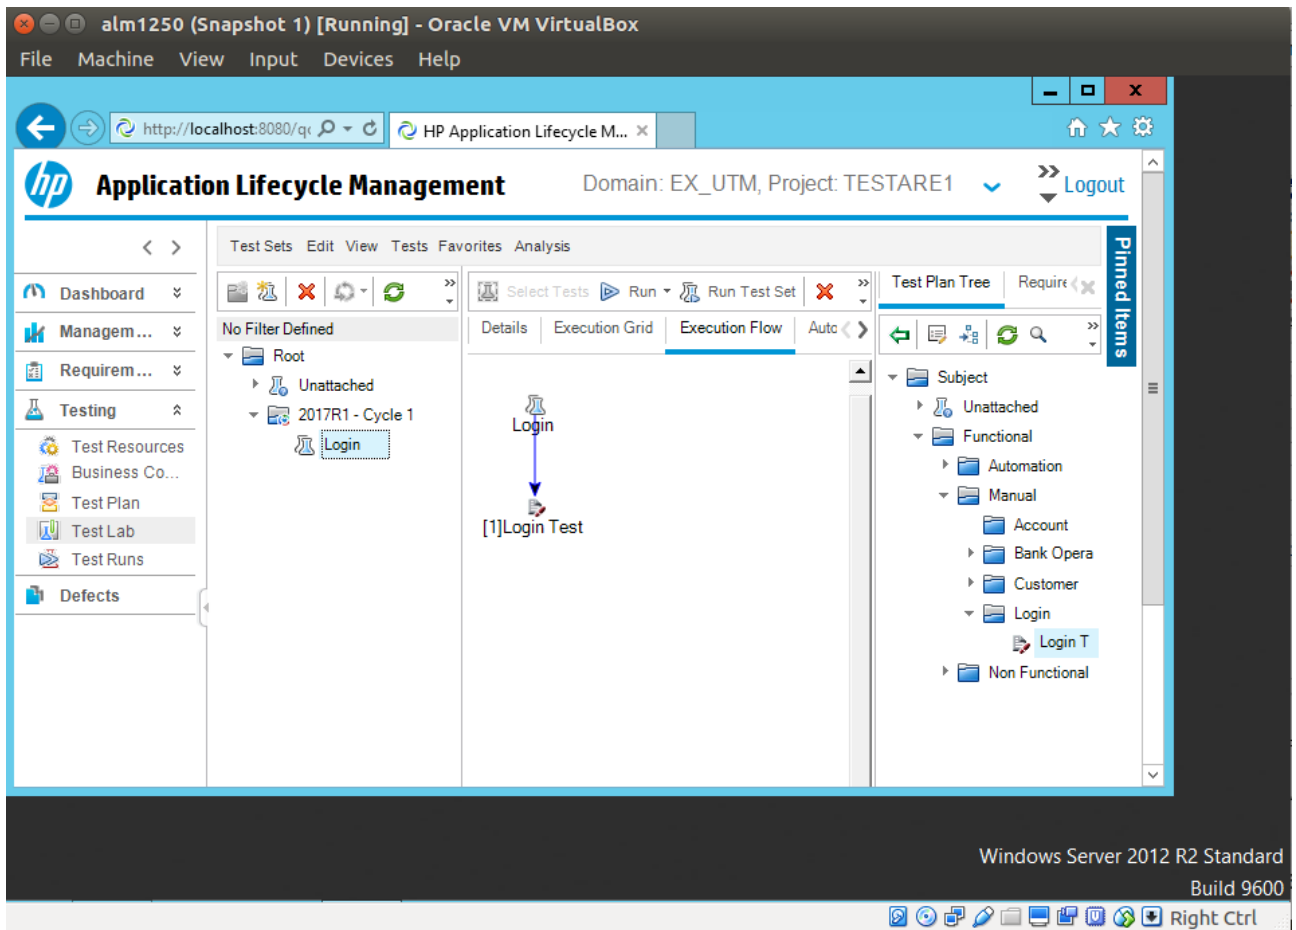 alm1250 (Snapshot 1) [Running] - Oracle VM VirtualBox
File Machine View Input Devices Help
http://localhost:8080/qc
HP Application Lifecycle M...
hp
Application Lifecycle Management
Domain: EX_UTM, Project: TESTARE1
Logout
Pinned Items
Test Sets Edit View Tests Favorites Analysis
Dashboard
Managem...
Requirem...
Testing
Test Resources
Business Co...
Test Plan
Test Lab
Test Runs
Defects
No Filter Defined
Root
Unattached
2017R1 - Cycle 1
Login
Select Tests Run Run Test Set
Details Execution Grid Execution Flow Auto
Login
[1]Login Test
Test Plan Tree Require
Subject
Unattached
Functional
Automation
Manual
Account
Bank Opera
Customer
Login
Login T
Non Functional
Windows Server 2012 R2 Standard
Build 9600
Right Ctrl